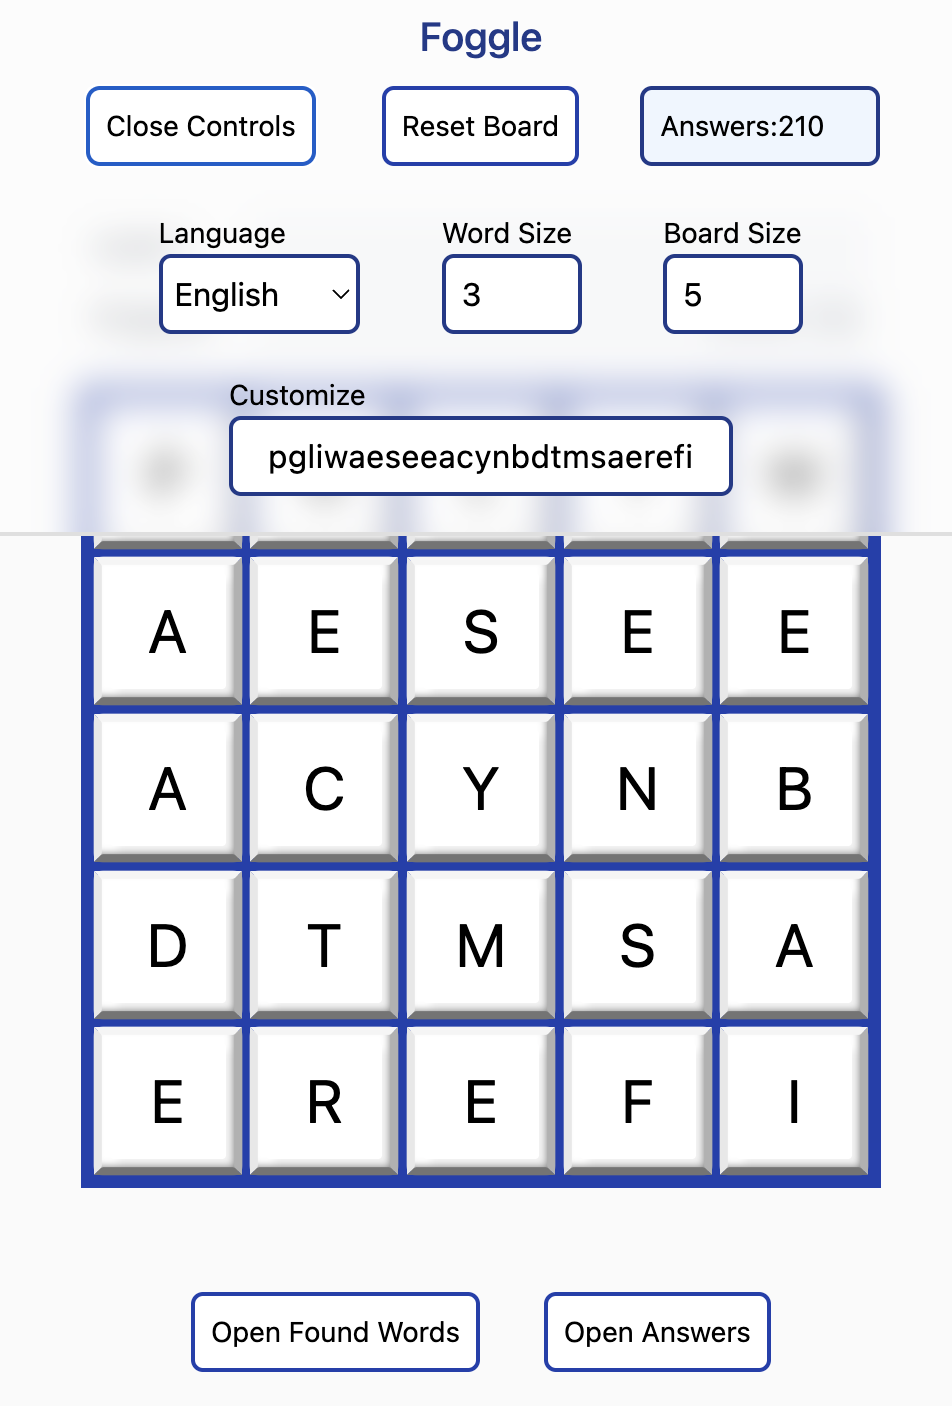 Foggle
Close Controls Reset Board Answers:210
Language Word Size Board Size
English 3 5
Customize
pgliwaeseeacynbdtmsaerefi
A E S E E
A C Y N B
D T M S A
E R E F I
Open Found Words Open Answers